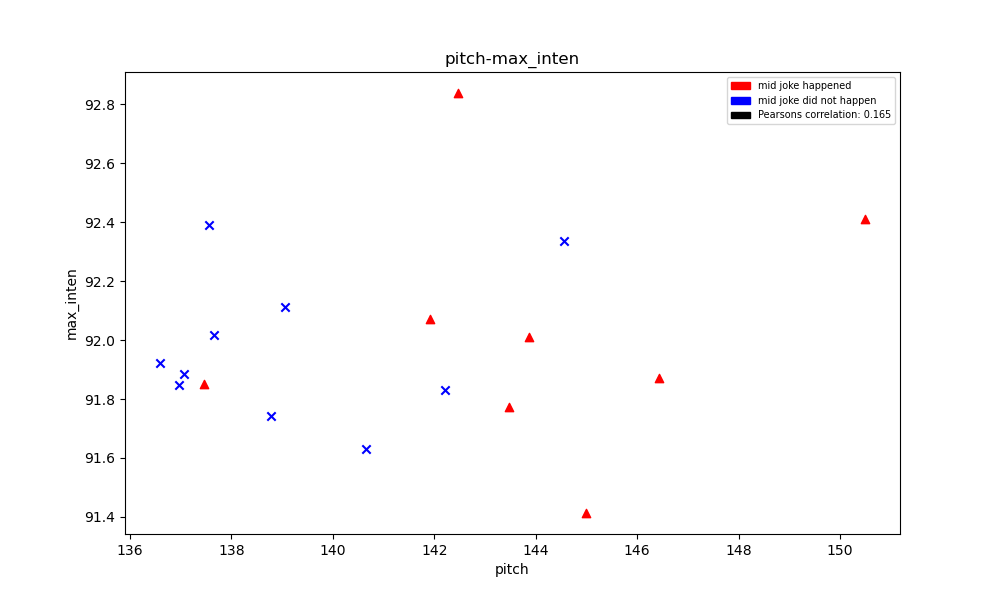 pitch-max_inten
mid joke happened
mid joke did not happen
Pearsons correlation: 0.165
92.8
92.6
92.4
92.2
92.0
91.8
91.6
91.4
max_inten
136 138 140 142 144 146 148 150
pitch